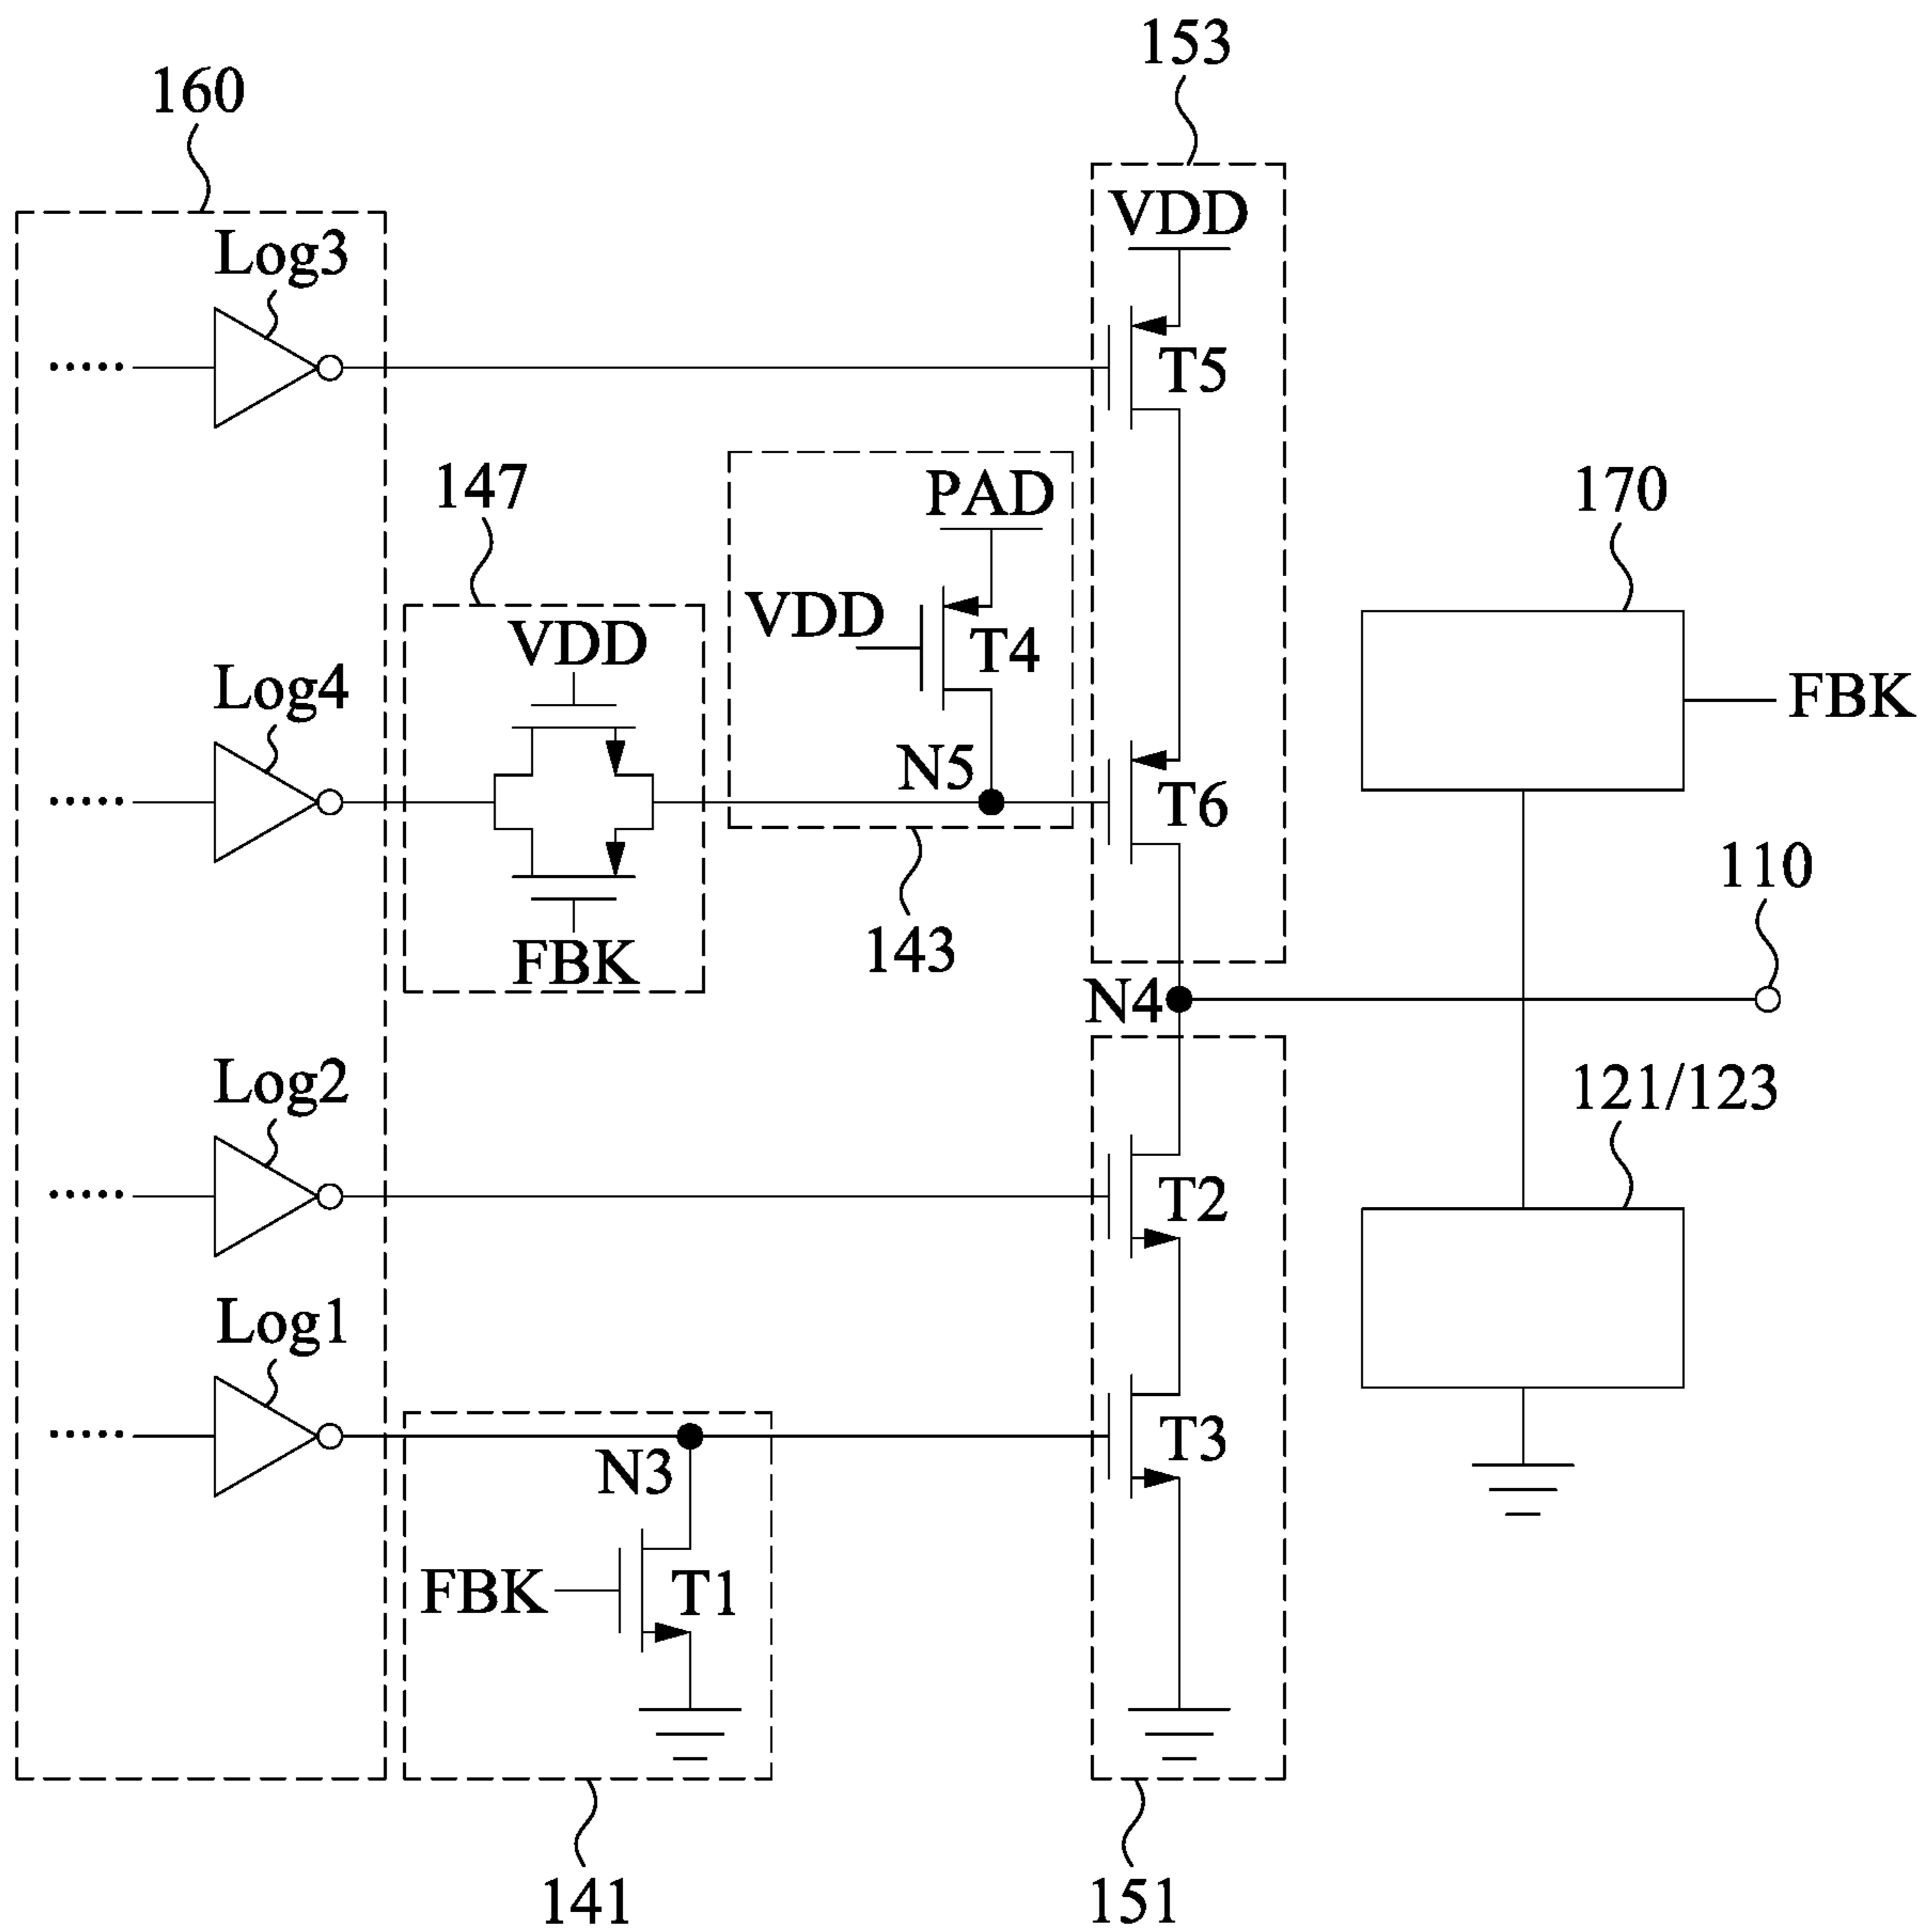 153
160
VDD
Log3
T5
147
PAD
170
VDD
T4
VDD
Log4
FBK
N5
T6
110
143
FBK
N4
Log2
121/123
T2
Log1
T3
N3
FBK
T1
141
151